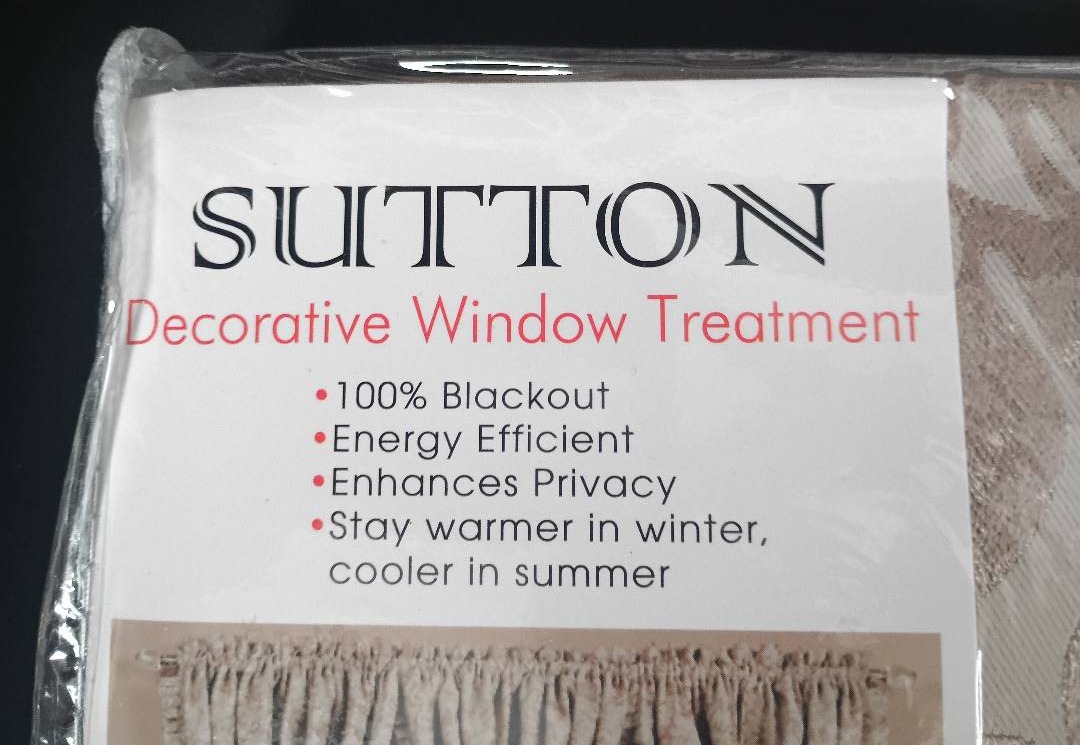 SUTTON
Decorative Window Treatment
•100% Blackout
•Energy Efficient
•Enhances Privacy
•Stay warmer in winter,
cooler in summer